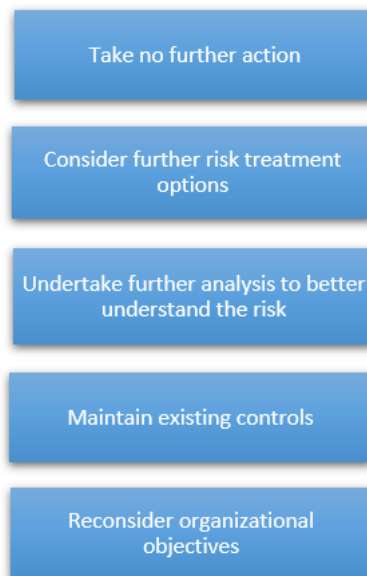 Take no further action
Consider further risk treatment
options
Undertake further analysis to better
understand the risk
Maintain existing controls
Reconsider organizational
objectives